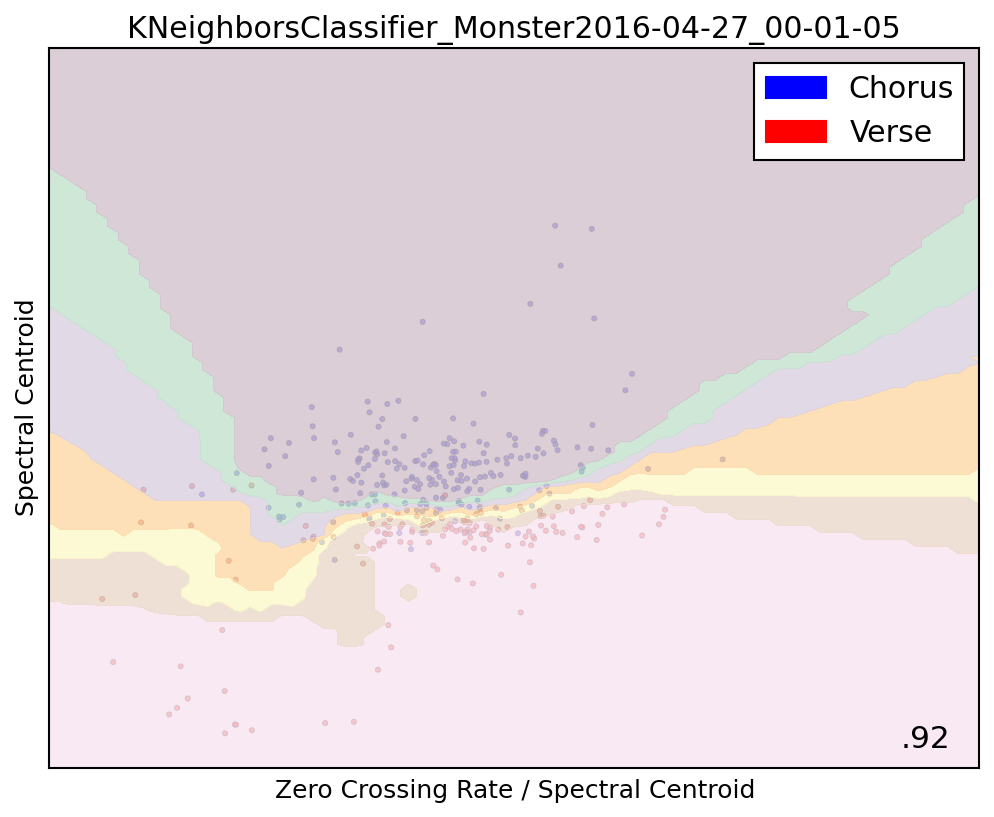 KNeighborsClassifier_Monster2016-04-27_00-01-05
Chorus
Verse
Spectral Centroid
.92
Zero Crossing Rate / Spectral Centroid